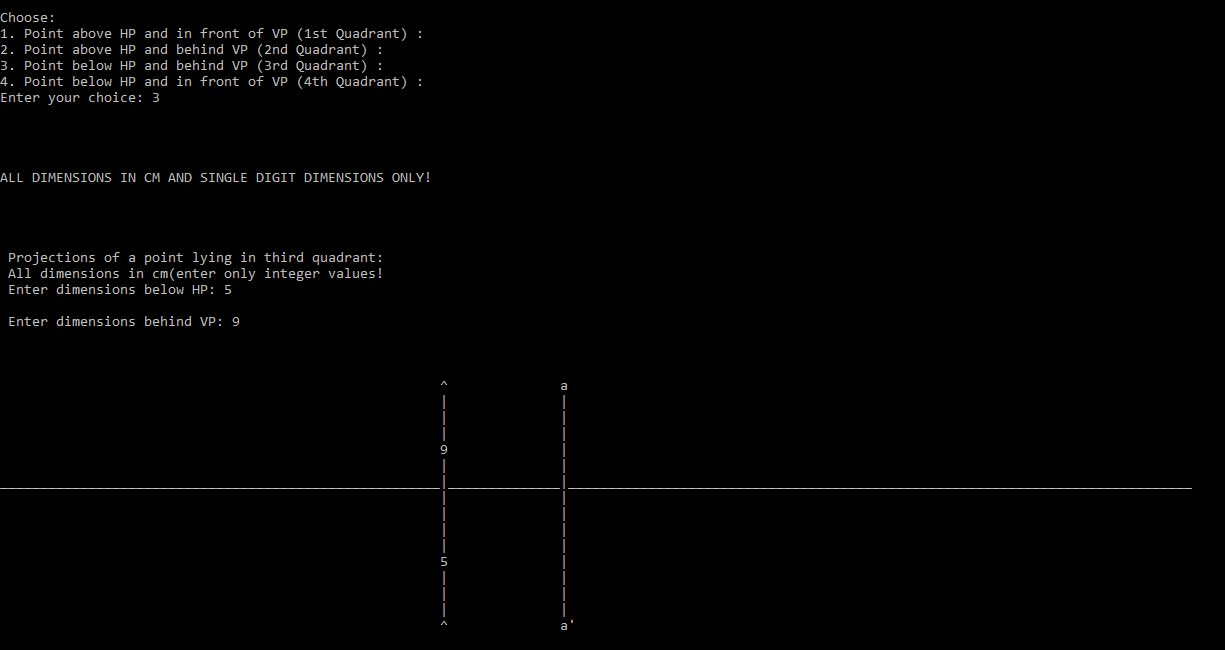 Choose:
1. Point above HP and in front of VP (1st Quadrant) :
2. Point above HP and behind VP (2nd Quadrant) :
3. Point below HP and behind VP (3rd Quadrant) :
4. Point below HP and in front of VP (4th Quadrant) :
Enter your choice: 3
ALL DIMENSIONS IN CM AND SINGLE DIGIT DIMENSIONS ONLY!
Projections of a point lying in third quadrant:
All dimensions in cm(enter only integer values!
Enter dimensions below HP: 5
Enter dimensions behind VP: 9
^ a
| |
| |
| |
9 |
| |
_______________________________________________________|______________|______________________________________________________________________________
| |
| |
| |
| |
5 |
| |
| |
| |
^ a'